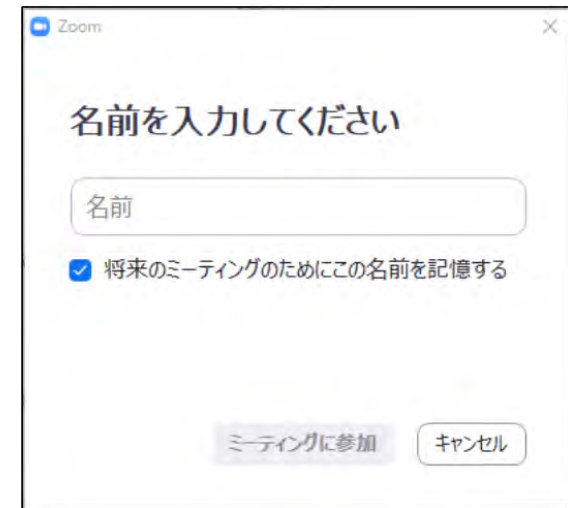 Zoom
名前を入力してください
名前
将来のミーティングのためにこの名前を記憶する
ミーティングに参加
キャンセル